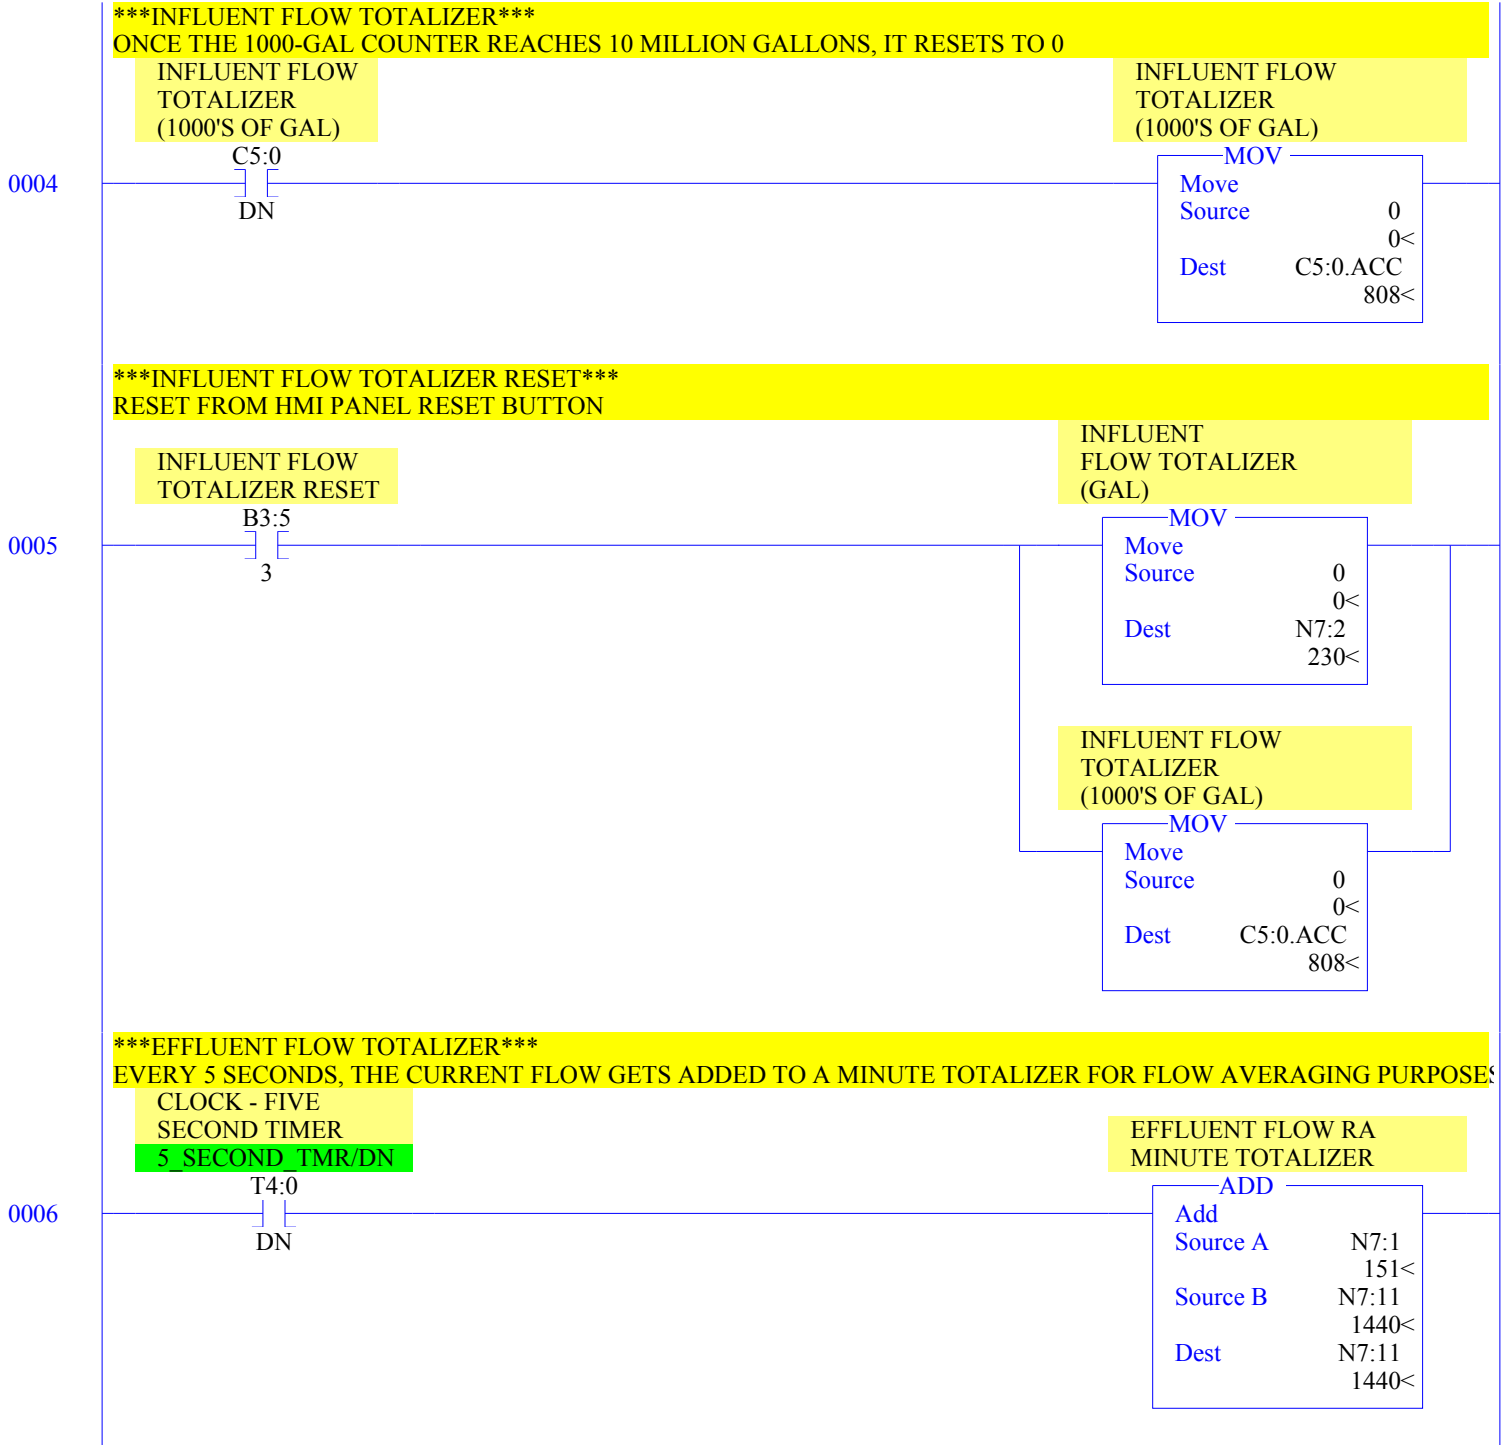 ***INFLUENT FLOW TOTALIZER***
ONCE THE 1000-GAL COUNTER REACHES 10 MILLION GALLONS, IT RESETS TO 0
INFLUENT FLOW
TOTALIZER
(1000'S OF GAL)
C5:0
DN
INFLUENT FLOW
TOTALIZER
(1000'S OF GAL)
0004
MOV
Move
Source 0
0<
Dest C5:0.ACC
808<
***INFLUENT FLOW TOTALIZER RESET***
RESET FROM HMI PANEL RESET BUTTON
INFLUENT FLOW
TOTALIZER RESET
B3:5
3
INFLUENT
FLOW TOTALIZER
(GAL)
0005
MOV
Move
Source 0
0<
Dest N7:2
230<
INFLUENT FLOW
TOTALIZER
(1000'S OF GAL)
MOV
Move
Source 0
0<
Dest C5:0.ACC
808<
***EFFLUENT FLOW TOTALIZER***
EVERY 5 SECONDS, THE CURRENT FLOW GETS ADDED TO A MINUTE TOTALIZER FOR FLOW AVERAGING PURPOSES
CLOCK - FIVE
SECOND TIMER
5_SECOND_TMR/DN
T4:0
DN
EFFLUENT FLOW RA
MINUTE TOTALIZER
0006
ADD
Add
Source A N7:1
151<
Source B N7:11
1440<
Dest N7:11
1440<